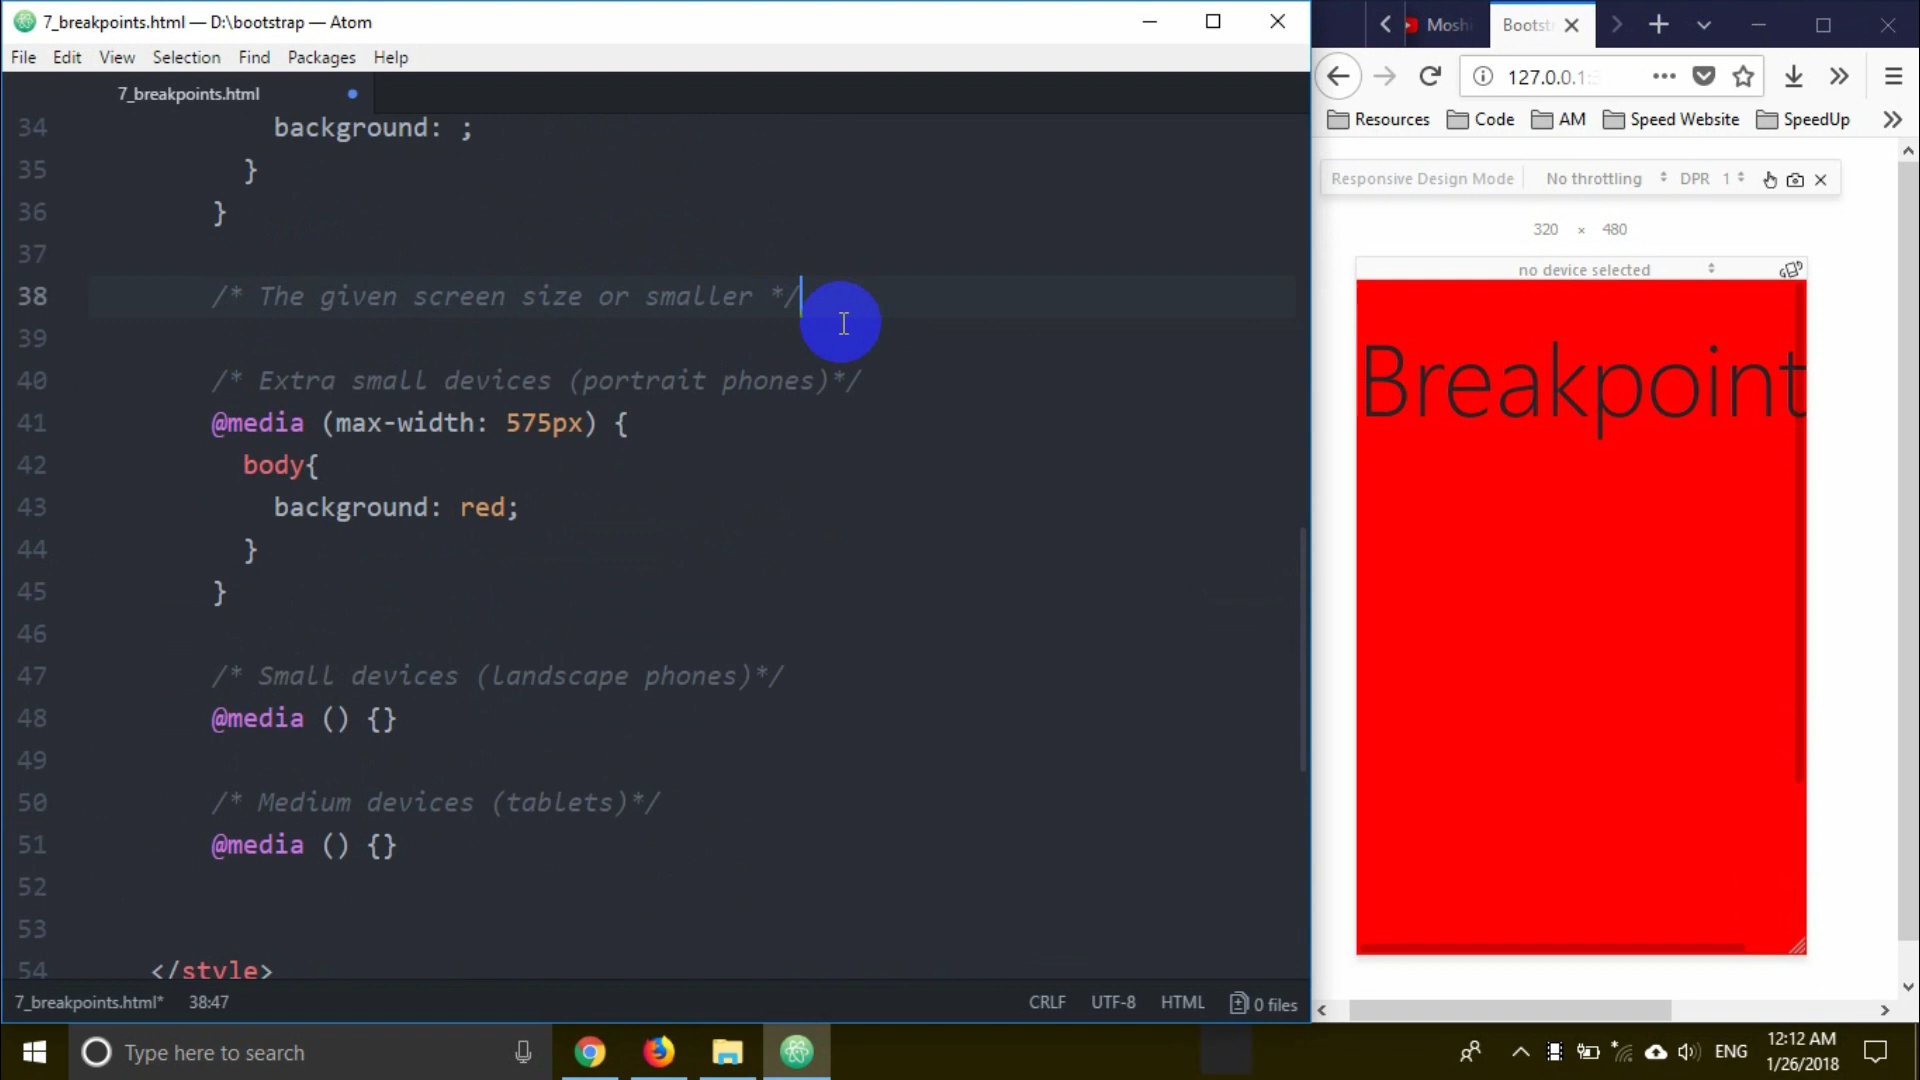 7_breakpoints.html — D:\bootstrap — Atom
File Edit View Selection Find Packages Help
7_breakpoints.html
34 background: ;
35 }
36 }
37
38 /* The given screen size or smaller */
39
40 /* Extra small devices (portrait phones)*/
41 @media (max-width: 575px) {
42 body{
43 background: red;
44 }
45 }
46
47 /* Small devices (landscape phones)*/
48 @media () {}
49
50 /* Medium devices (tablets)*/
51 @media () {}
52
53
54 </style>
7_breakpoints.html* 38:47 CRLF UTF-8 HTML 0 files
Moshi Bootst
127.0.0.1:
Resources Code AM Speed Website SpeedUp
Responsive Design Mode No throttling DPR 1
320 × 480
no device selected
Breakpoint
Type here to search
ENG
12:12 AM
1/26/2018